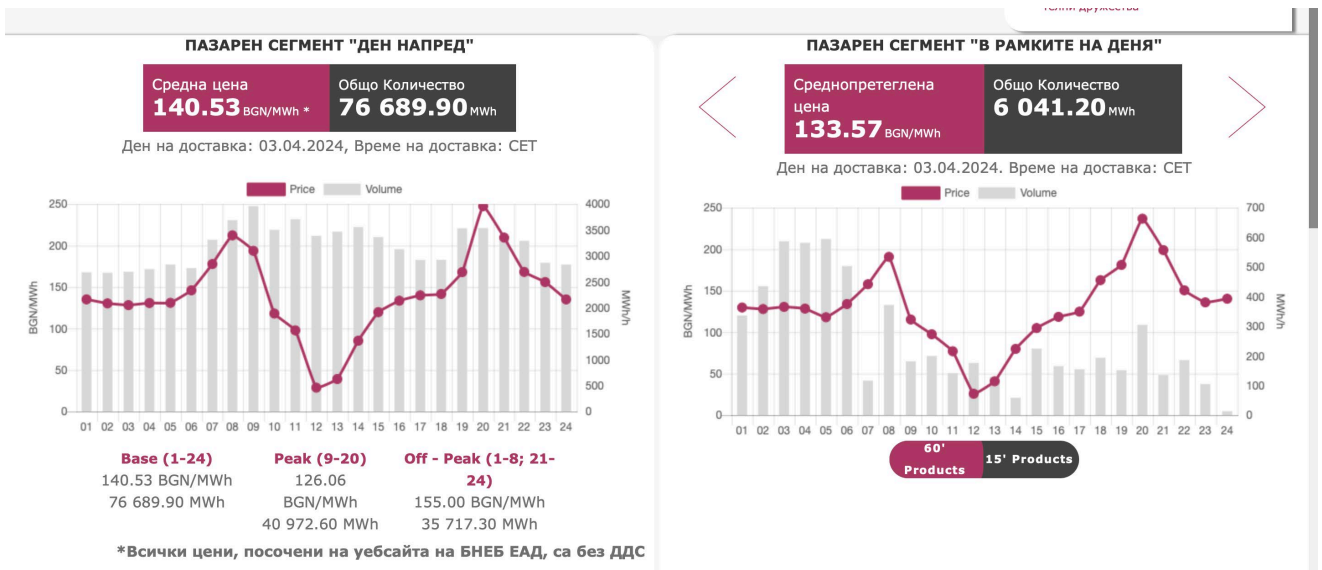 телни дружества
ПАЗАРЕН СЕГМЕНТ "ДЕН НАПРЕД"
Средна цена
140.53 BGN/MWh *
Общо Количество
76 689.90 MWh
Ден на доставка: 03.04.2024, Време на доставка: CET
Price
Volume
250
200
150
100
50
0
BGN/MWh
4000
3500
3000
2500
2000
1500
1000
500
0
MWh/h
01 02 03 04 05 06 07 08 09 10 11 12 13 14 15 16 17 18 19 20 21 22 23 24
Base (1-24)
140.53 BGN/MWh
76 689.90 MWh
Peak (9-20)
126.06
BGN/MWh
40 972.60 MWh
Off - Peak (1-8; 21-
24)
155.00 BGN/MWh
35 717.30 MWh
*Всички цени, посочени на уебсайта на БНЕБ ЕАД, са без ДДС
ПАЗАРЕН СЕГМЕНТ "В РАМКИТЕ НА ДЕНЯ"
Среднопретеглена
цена
133.57 BGN/MWh
Общо Количество
6 041.20 MWh
Ден на доставка: 03.04.2024. Време на доставка: CET
Price
Volume
250
200
150
100
50
0
BGN/MWh
700
600
500
400
300
200
100
0
MWh/h
01 02 03 04 05 06 07 08 09 10 11 12 13 14 15 16 17 18 19 20 21 22 23 24
60'
Products
15' Products